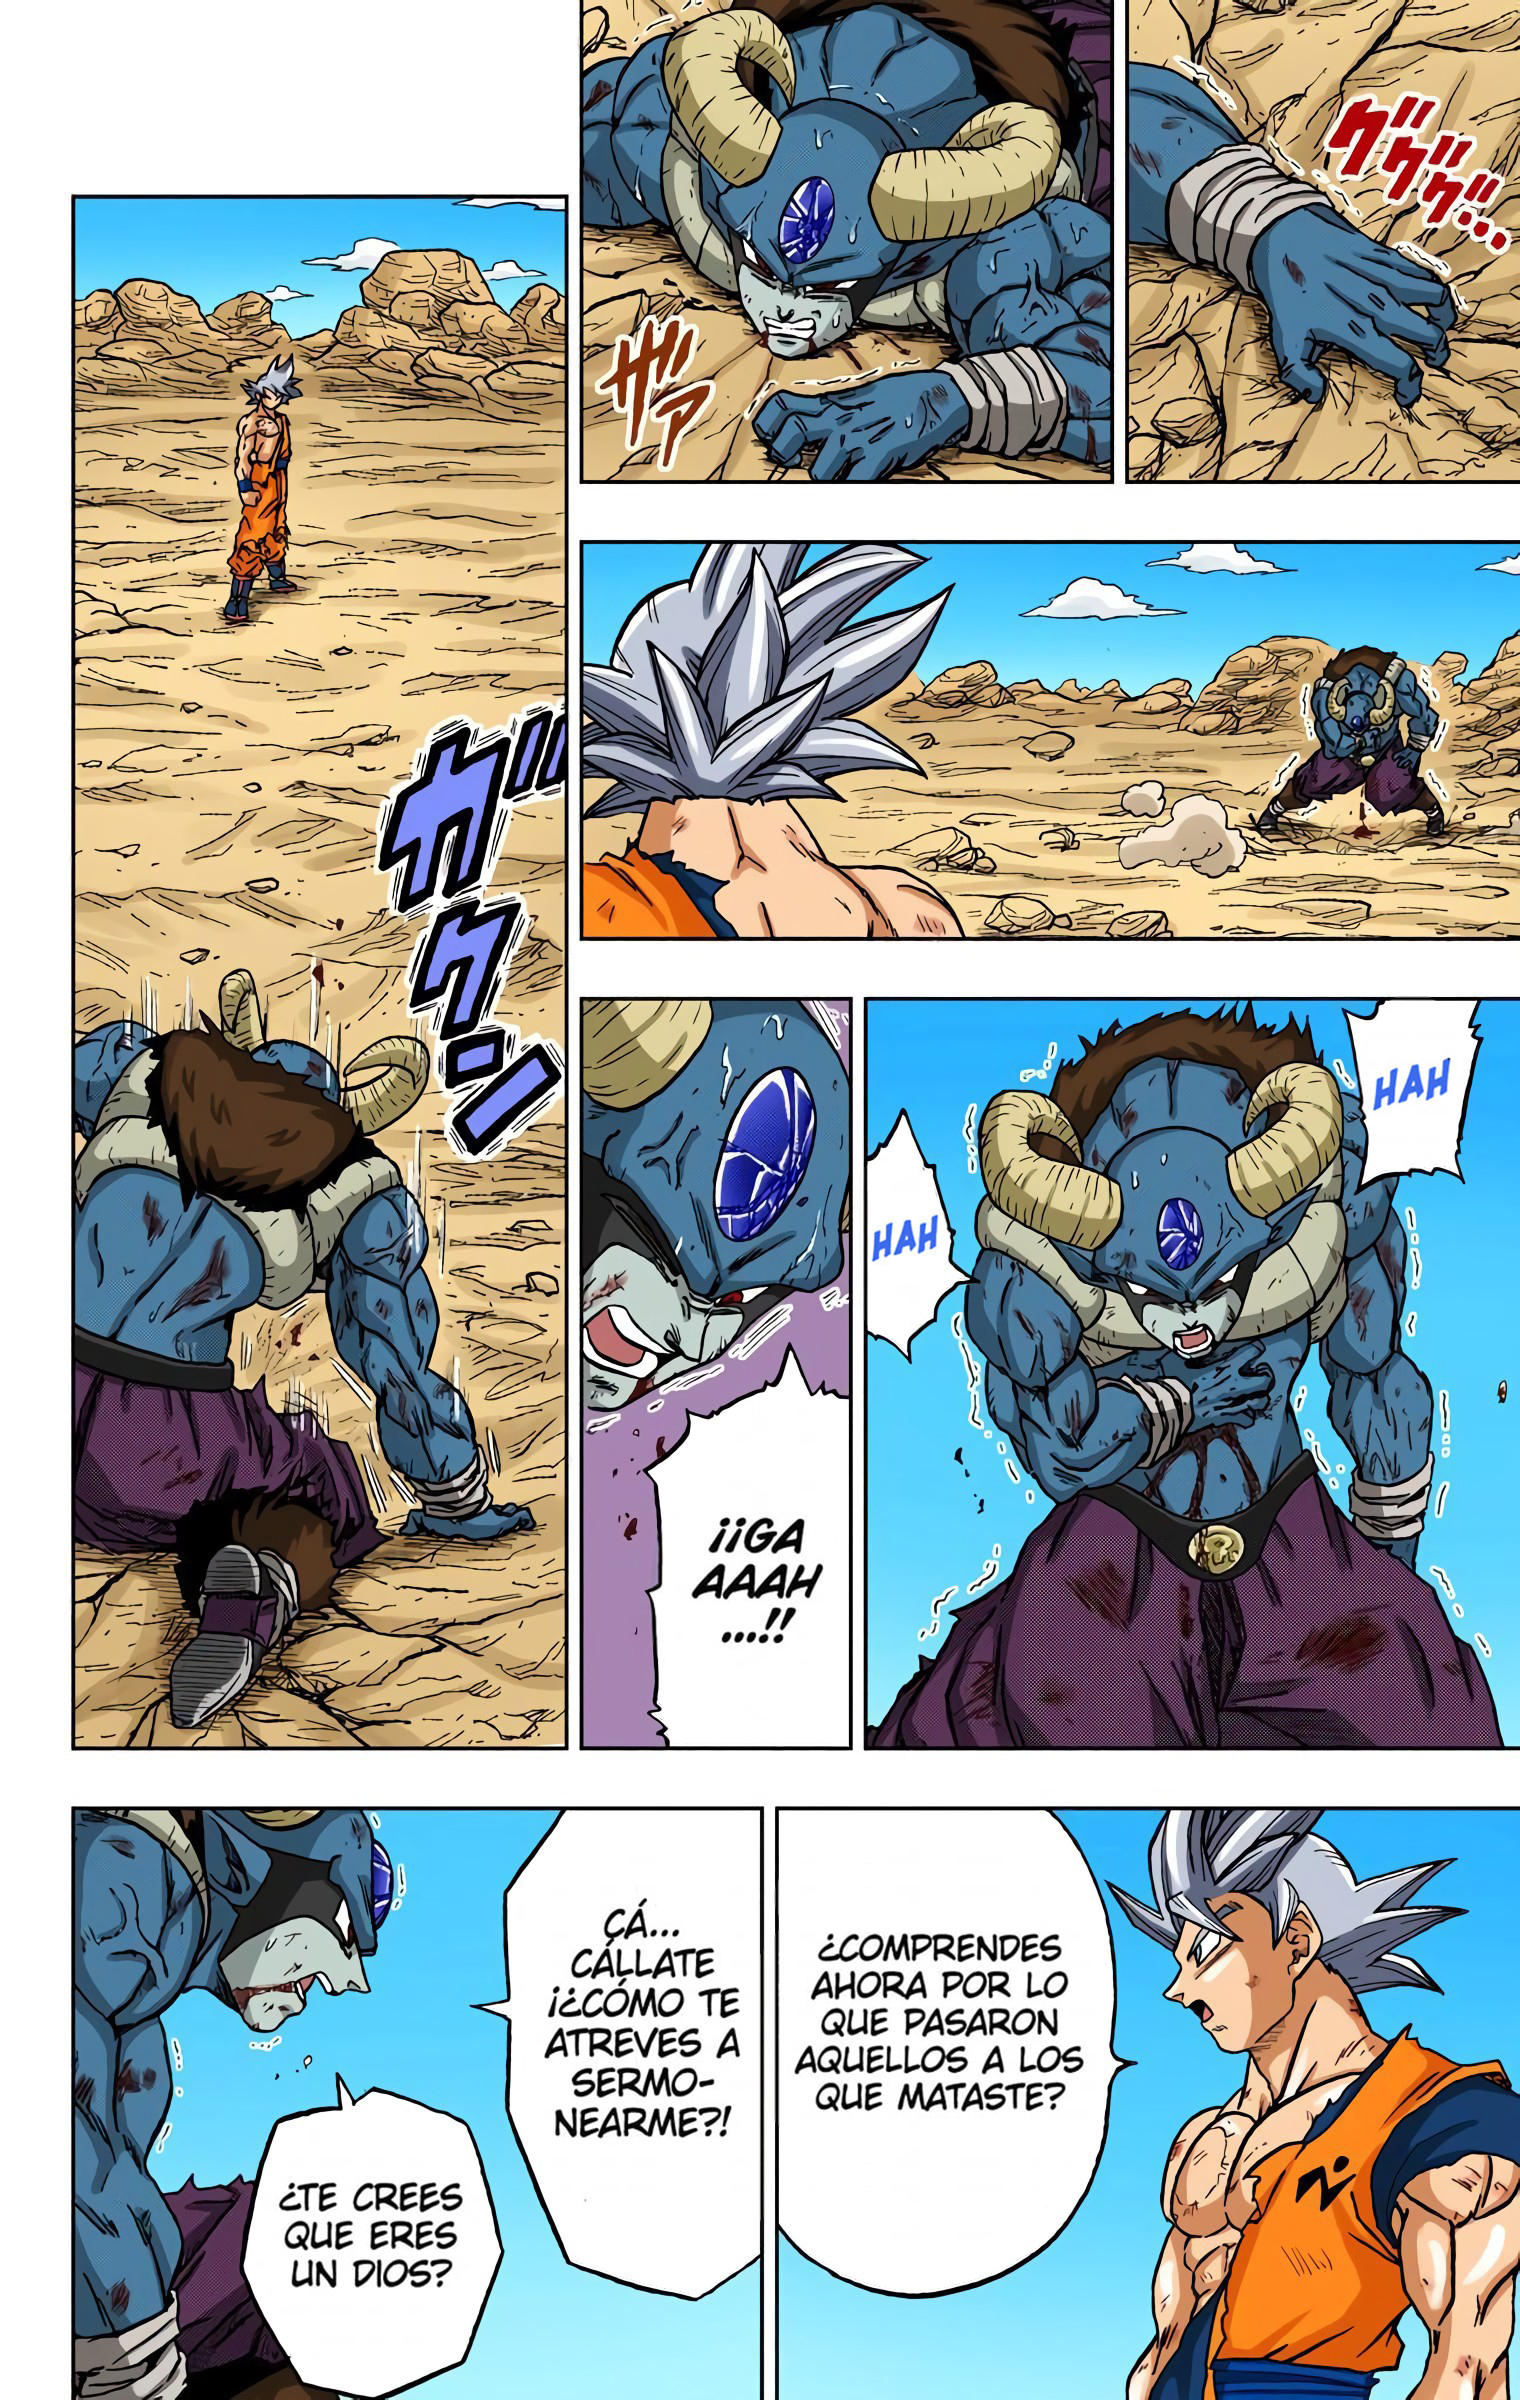 グググ…
ザァ
HAH
HAH
¡¡GA
AAAH
...!!
ガクン
¿COMPRENDES
AHORA POR LO
QUE PASARON
AQUELLOS A LOS
QUE MATASTE?
ÇÁ...
CÁLLATE
¡¿CÓMO TE
ATREVES A
SERMO-
NEARME?!
¿TE CREES
QUE ERES
UN DIOS?